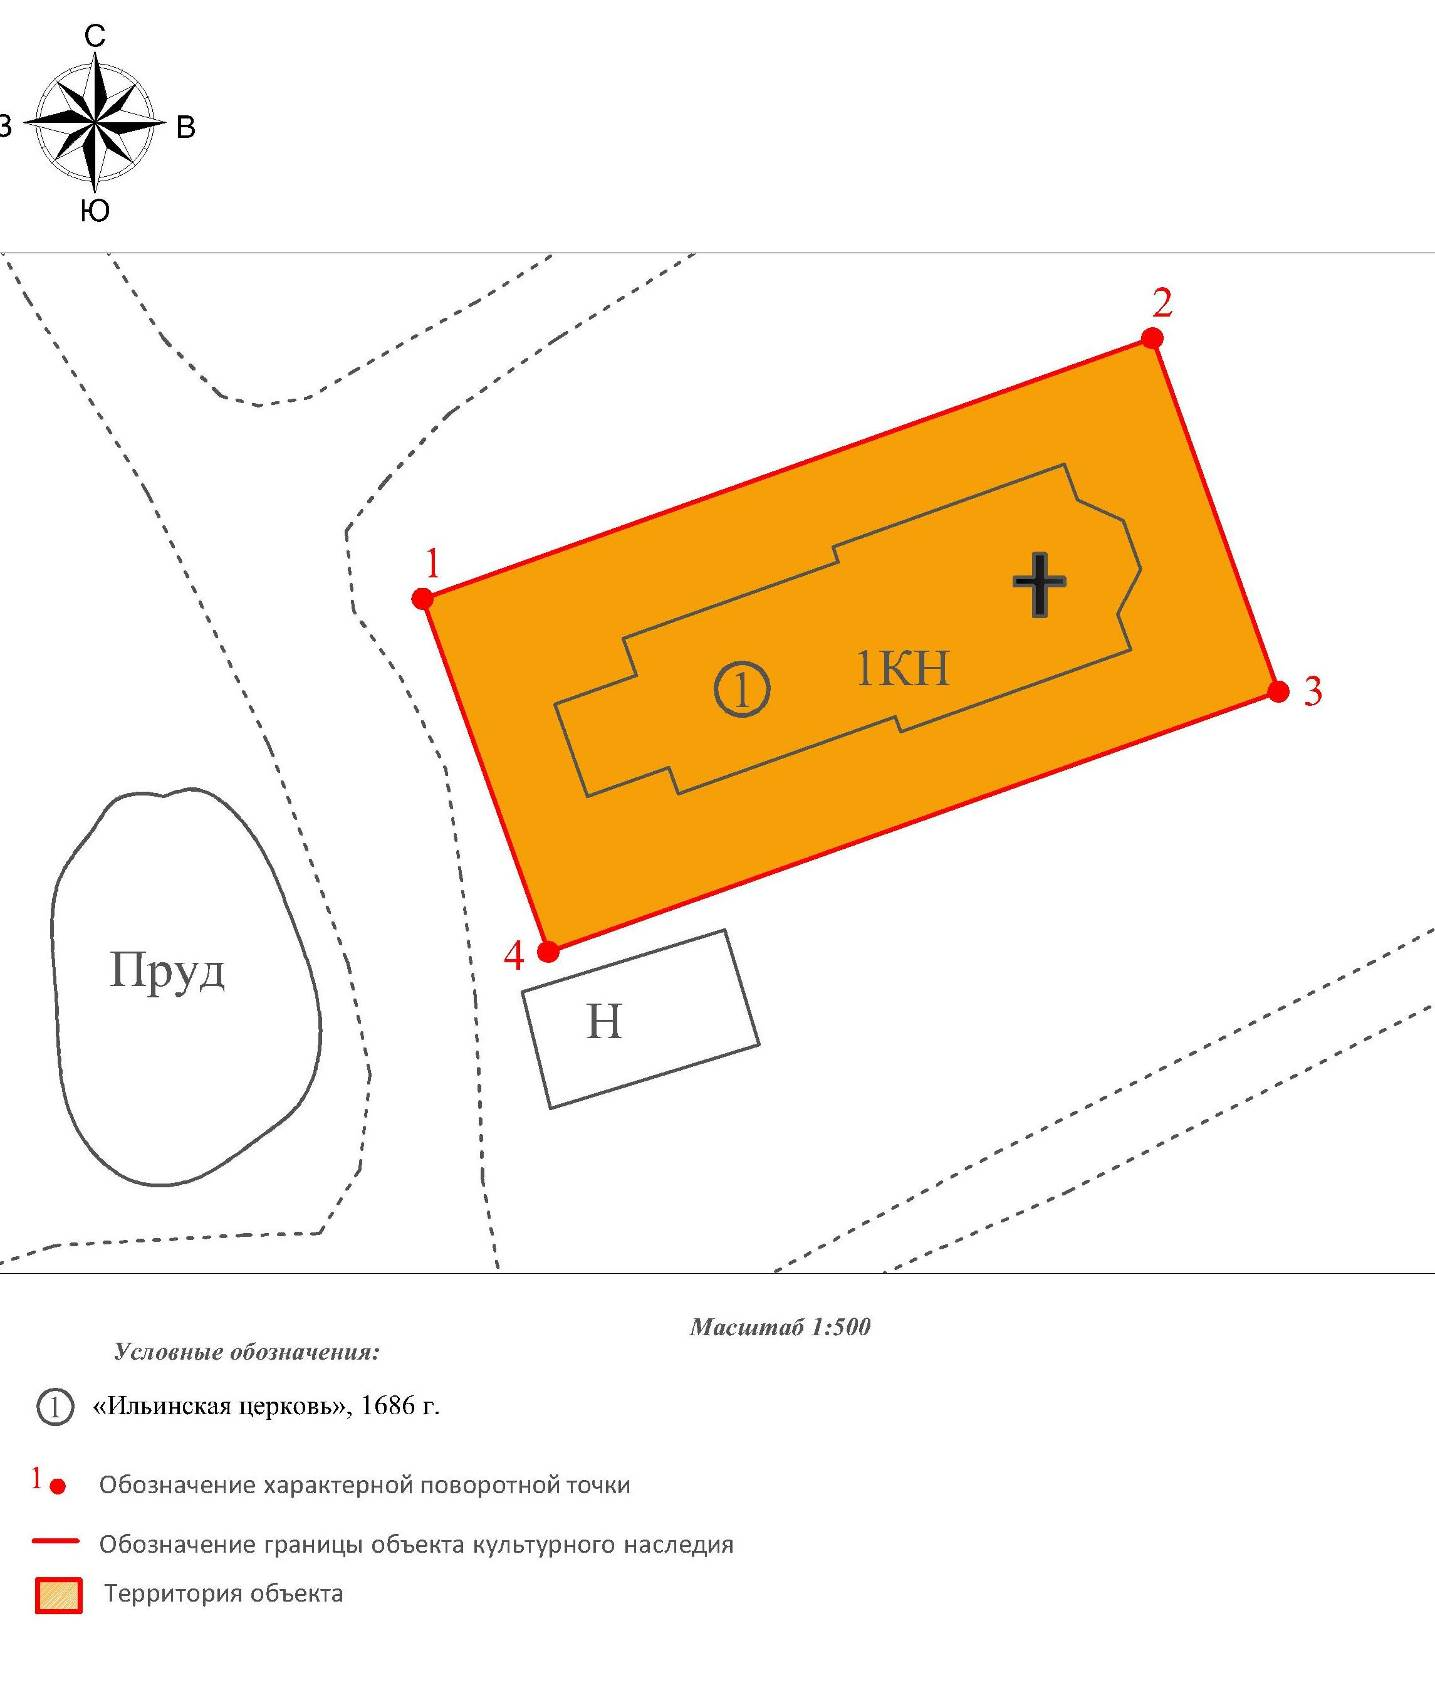 С
З
В
Ю
2
1
3
1КН
1
4
Пруд
Н
Масштаб 1:500
Условные обозначения:
1 «Ильинская церковь», 1686 г.
1 Обозначение характерной поворотной точки
Обозначение границы объекта культурного наследия
Территория объекта